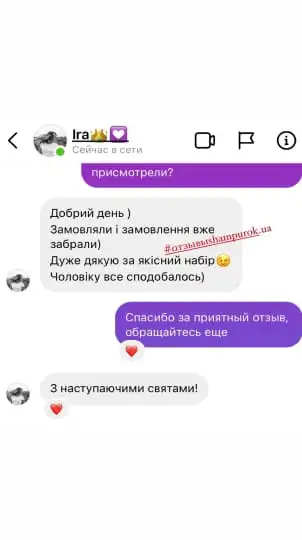 Ira👑💟
Сейчас в сети
присмотрели?
Добрий день )
Замовляли і замовлення вже
забрали)
#отзывыshampurok.ua
Дуже дякую за якісний набір😉
Чоловіку все сподобалось)
Спасибо за приятный отзыв,
обращайтесь еще
З наступаючими святами!